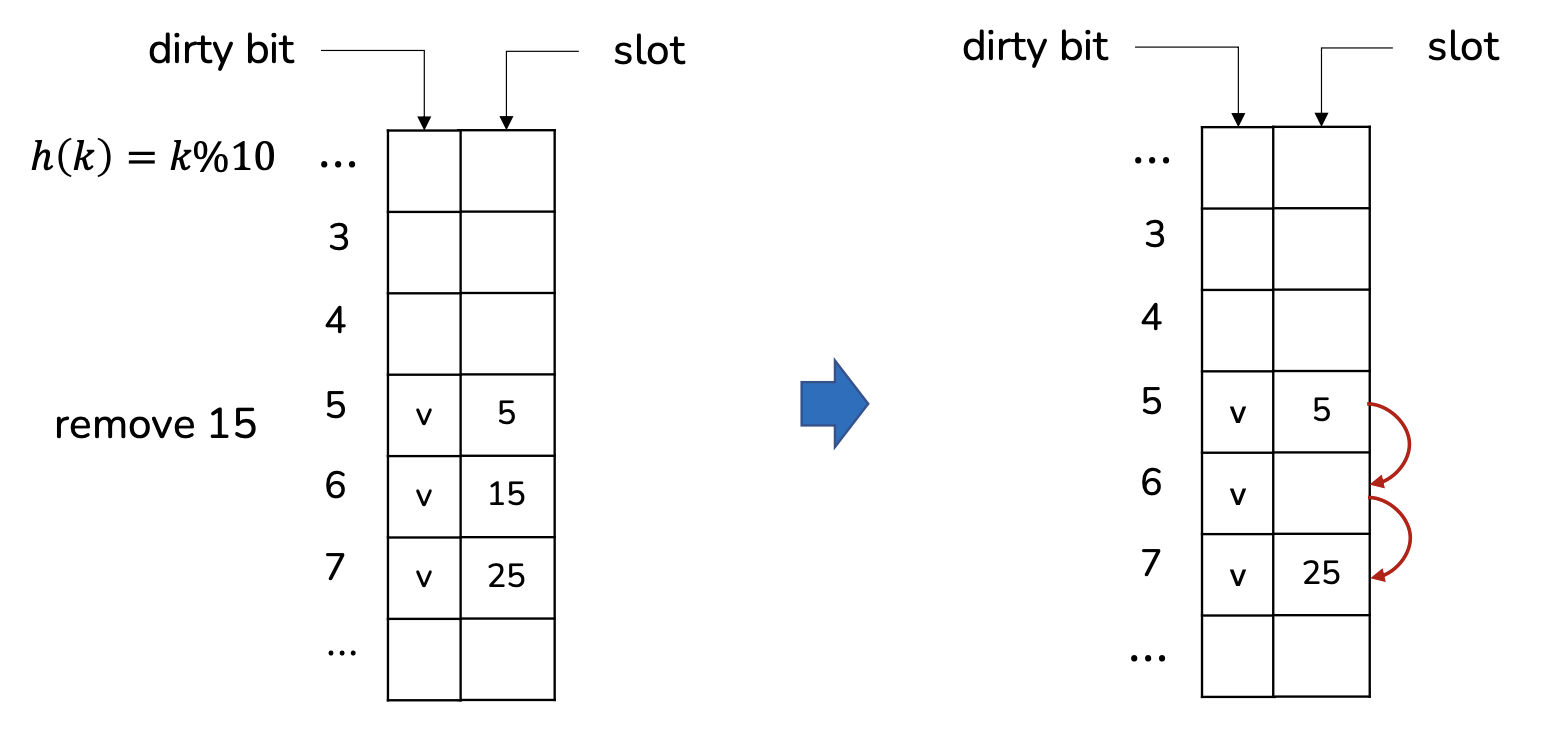 dirty bit slot
h(k) = k%10 ...
3
4
5 v 5
remove 15
6 v 15
7 v 25
...
dirty bit slot
...
3
4
5 v 5
6 v
7 v 25
...